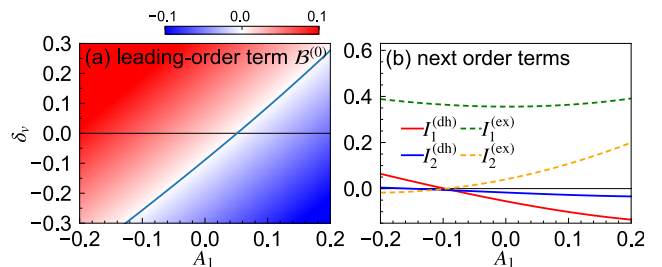 −0.1 0.0 0.1
(a) leading-order term 𝓑⁽⁰⁾
0.3
0.2
0.1
0.0
−0.1
−0.2
−0.3
δᵥ
−0.2 −0.1 0.0 0.1 0.2
A₁
(b) next order terms
0.6
0.4
0.2
0.0
I₁⁽ᵈʰ⁾ I₁⁽ᵉˣ⁾
I₂⁽ᵈʰ⁾ I₂⁽ᵉˣ⁾
−0.2 −0.1 0.0 0.1 0.2
A₁